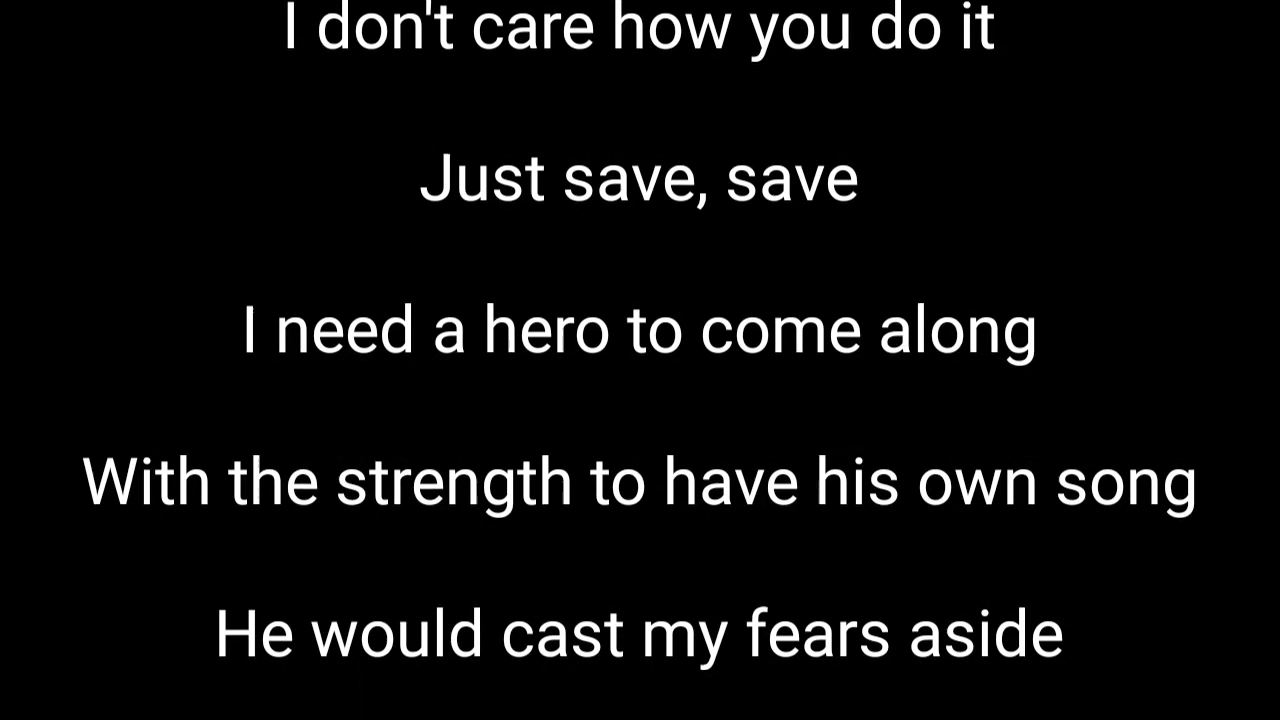 I don't care how you do it
Just save, save
I need a hero to come along
With the strength to have his own song
He would cast my fears aside